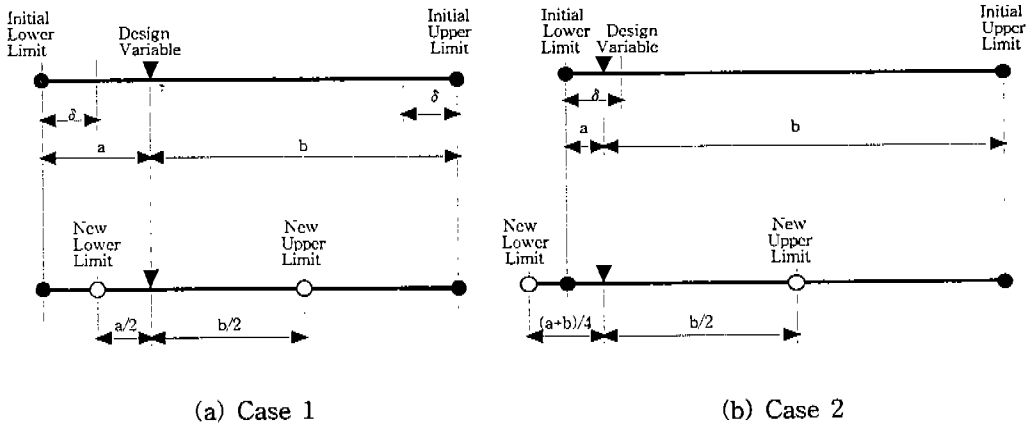 Initial
Lower
Limit
Design
Variable
Initial
Upper
Limit
δ
δ
a
b
New
Lower
Limit
New
Upper
Limit
a/2
b/2
(a) Case 1
Initial
Lower
Limit
Design
Variable
Initial
Upper
Limit
δ
a
b
New
Lower
Limit
New
Upper
Limit
(a+b)/4
b/2
(b) Case 2